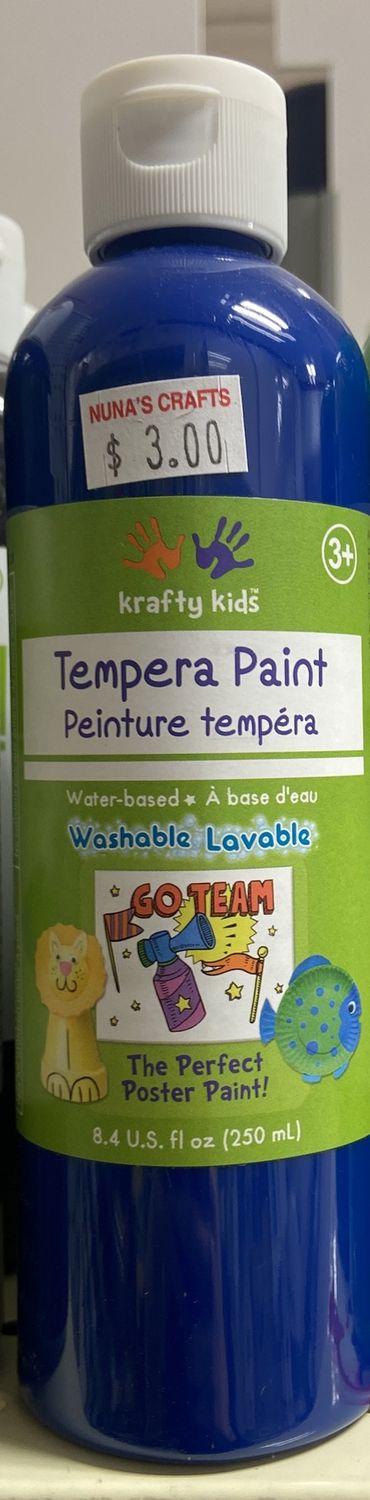 NUNA'S CRAFTS
$ 3.00
3+
krafty kids™
Tempera Paint
Peinture tempéra
Water-based ★ À base d'eau
Washable Lavable
GO TEAM
The Perfect
Poster Paint!
8.4 U.S. fl oz (250 mL)